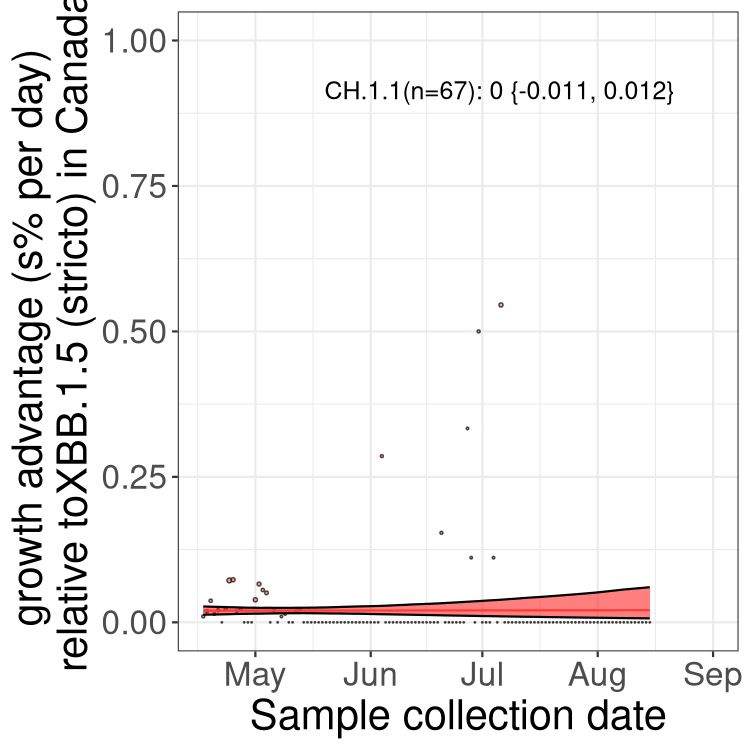 growth advantage (s% per day)
relative toXBB.1.5 (stricto) in Canada
1.00
0.75
0.50
0.25
0.00
CH.1.1(n=67): 0 {-0.011, 0.012}
May
Jun
Jul
Aug
Sep
Sample collection date